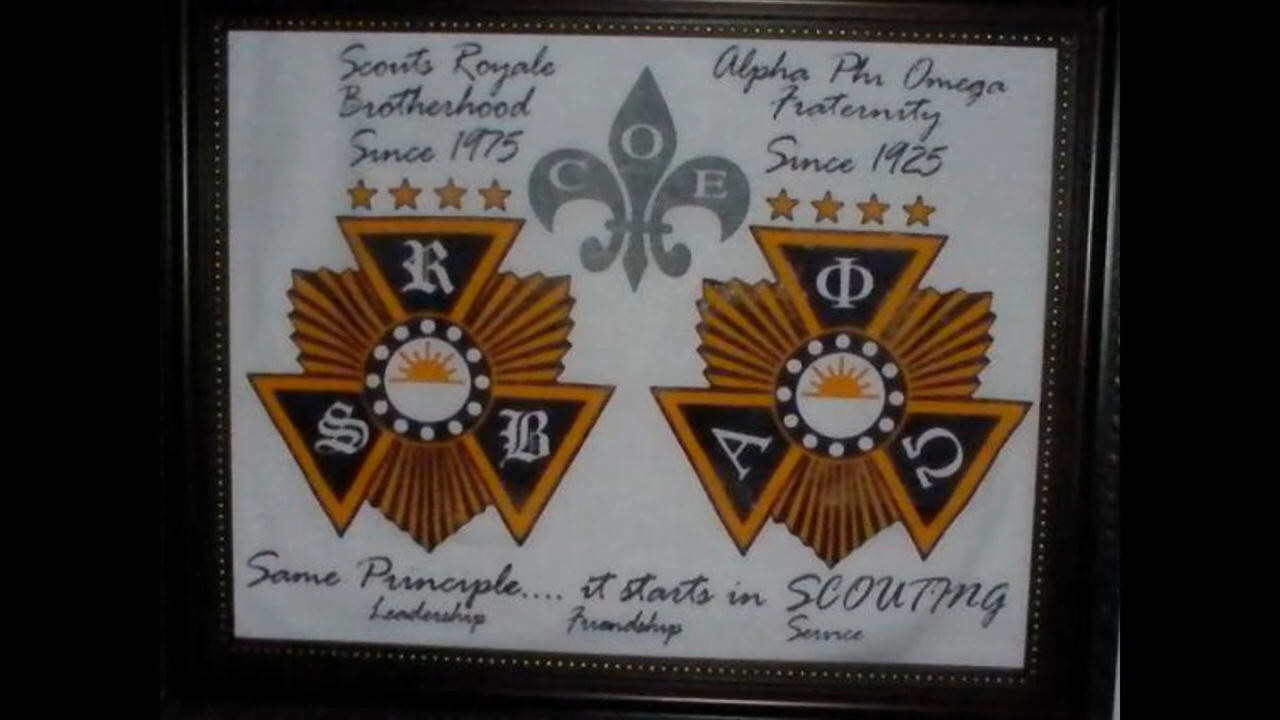 Scouts Royale
Brotherhood
Since 1975
Alpha Phi Omega
Fraternity
Since 1925
C O E
R
S B
Φ
Α Ω
Same Principle.... it starts in SCOUTING
Leadership Friendship Service